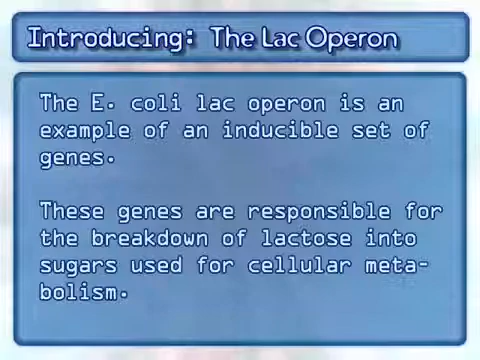 Introducing: The Lac Operon
The E. coli lac operon is an
example of an inducible set of
genes.
These genes are responsible for
the breakdown of lactose into
sugars used for cellular meta-
bolism.